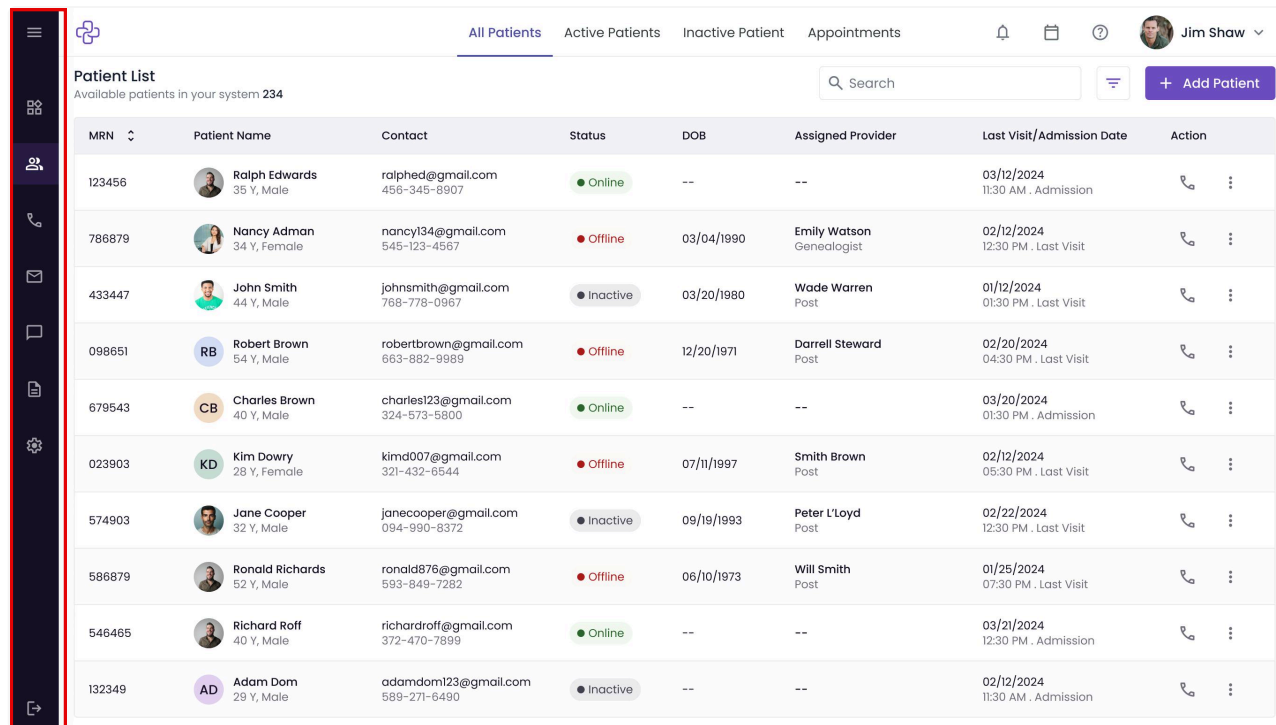 All Patients Active Patients Inactive Patient Appointments Jim Shaw
Patient List
Available patients in your system 234
Search
+ Add Patient
MRN Patient Name Contact Status DOB Assigned Provider Last Visit/Admission Date Action
123456 Ralph Edwards ralphed@gmail.com Online -- -- 03/12/2024
35 Y, Male 456-345-8907 11:30 AM . Admission
786879 Nancy Adman nancy134@gmail.com Offline 03/04/1990 Emily Watson 02/12/2024
34 Y, Female 545-123-4567 Genealogist 12:30 PM . Last Visit
433447 John Smith johnsmith@gmail.com Inactive 03/20/1980 Wade Warren 01/12/2024
44 Y, Male 768-778-0967 Post 01:30 PM . Last Visit
098651 RB Robert Brown robertbrown@gmail.com Offline 12/20/1971 Darrell Steward 02/20/2024
54 Y, Male 663-882-9989 Post 04:30 PM . Last Visit
679543 CB Charles Brown charles123@gmail.com Online -- -- 03/20/2024
40 Y, Male 324-573-5800 01:30 PM . Admission
023903 KD Kim Dowry kimd007@gmail.com Offline 07/11/1997 Smith Brown 02/12/2024
28 Y, Female 321-432-6544 Post 05:30 PM . Last Visit
574903 Jane Cooper janecooper@gmail.com Inactive 09/19/1993 Peter L’Loyd 02/22/2024
32 Y, Male 094-990-8372 Post 12:30 PM . Last Visit
586879 Ronald Richards ronald876@gmail.com Offline 06/10/1973 Will Smith 01/25/2024
52 Y, Male 593-849-7282 Post 07:30 PM . Last Visit
546465 Richard Roff richardroff@gmail.com Online -- -- 03/21/2024
40 Y, Male 372-470-7899 12:30 PM . Admission
132349 AD Adam Dom adamdom123@gmail.com Inactive -- -- 02/12/2024
29 Y, Male 589-271-6490 11:30 AM . Admission